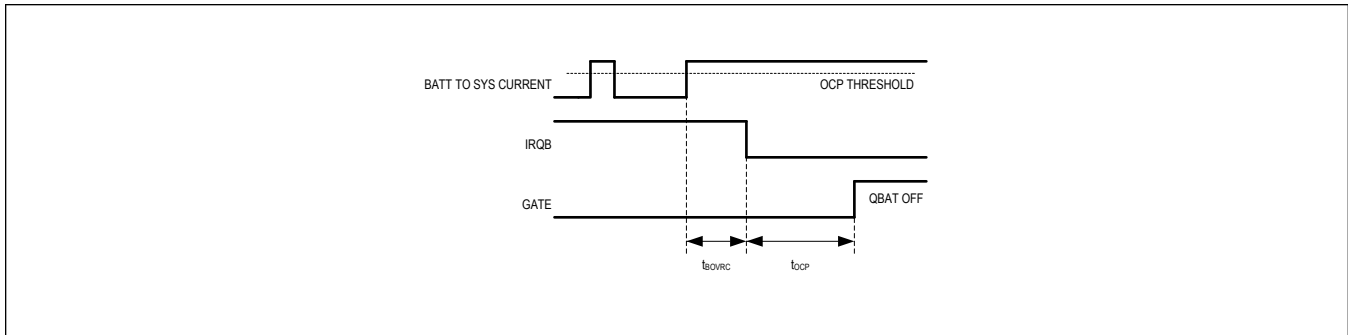 BATT TO SYS CURRENT
OCP THRESHOLD
IRQB
GATE
QBAT OFF
tBOVRC
tOCP